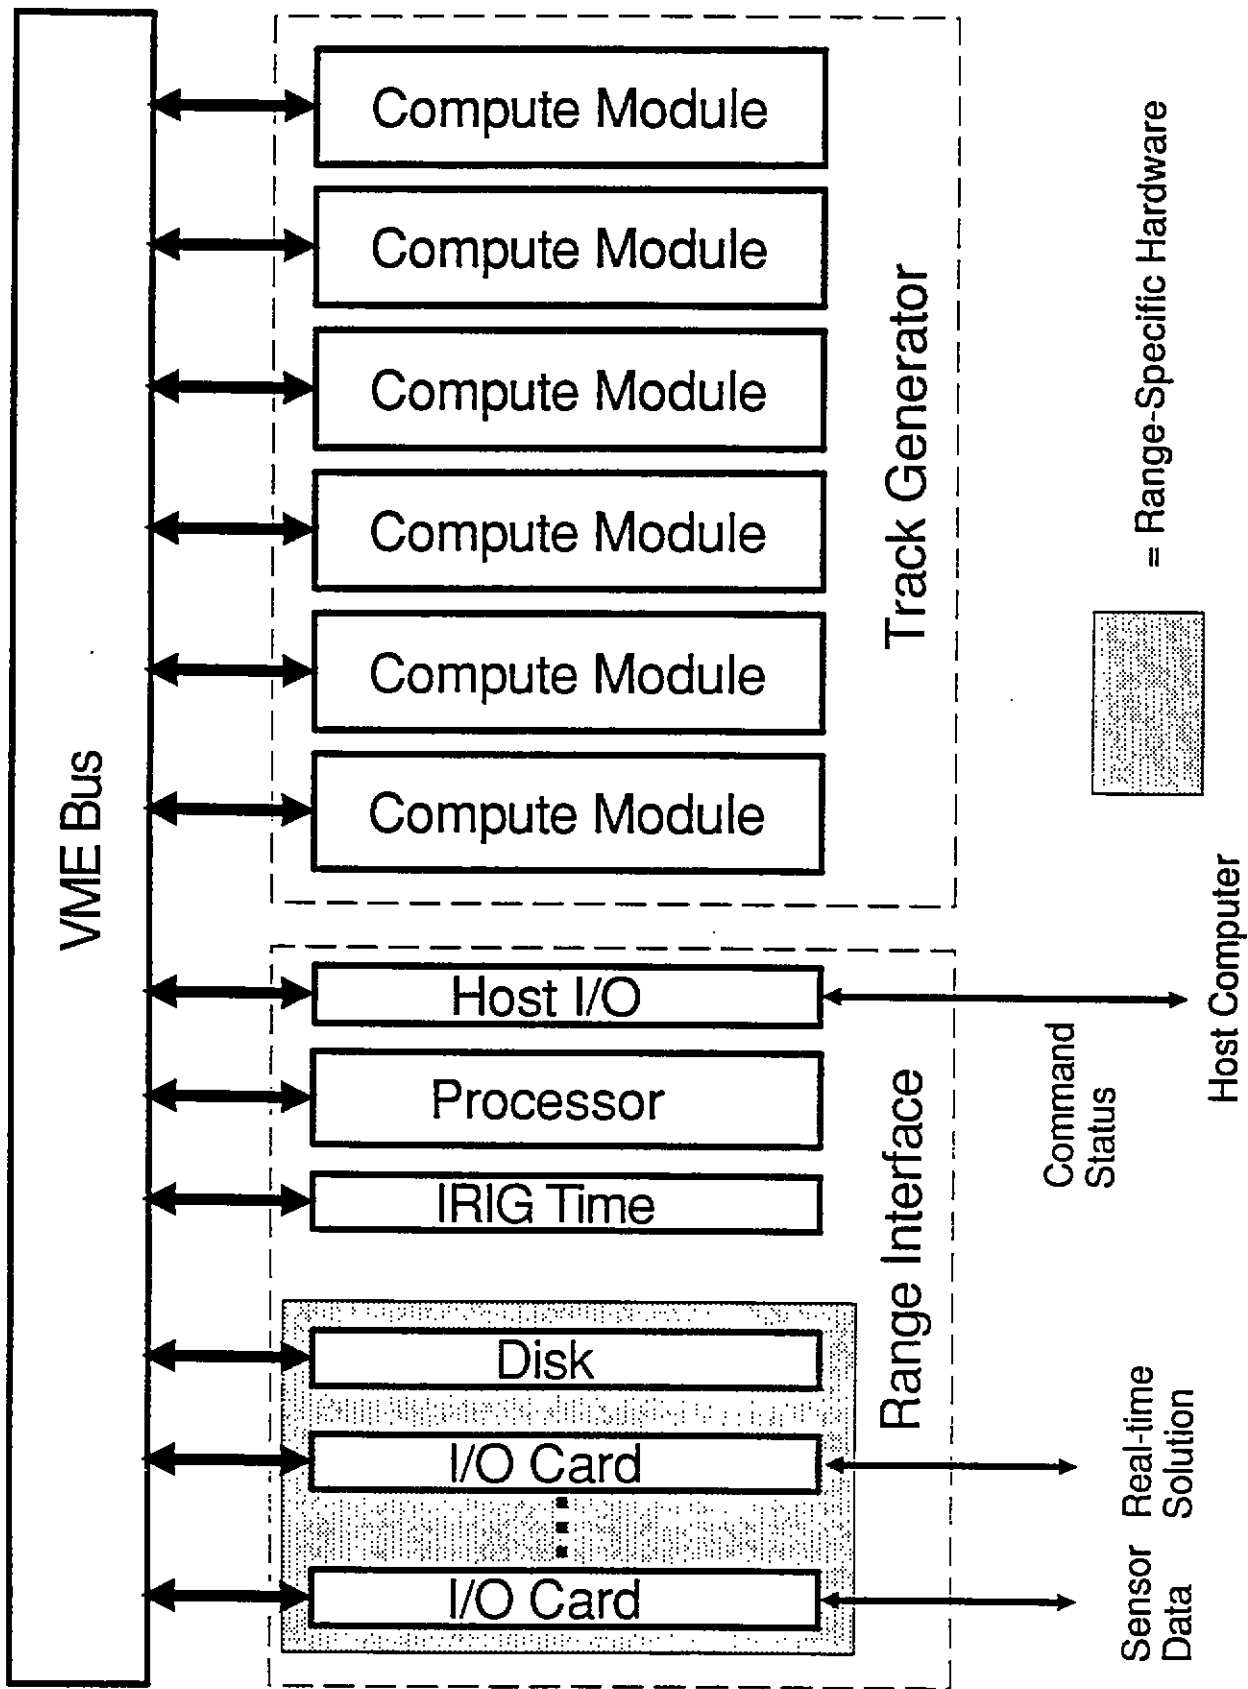 VME Bus
Compute Module
Compute Module
Compute Module
Compute Module
Compute Module
Compute Module
Track Generator
Host I/O
Processor
IRIG Time
Disk
I/O Card
I/O Card
Range Interface
Command
Status
Host Computer
Real-time
Solution
Sensor
Data
= Range-Specific Hardware